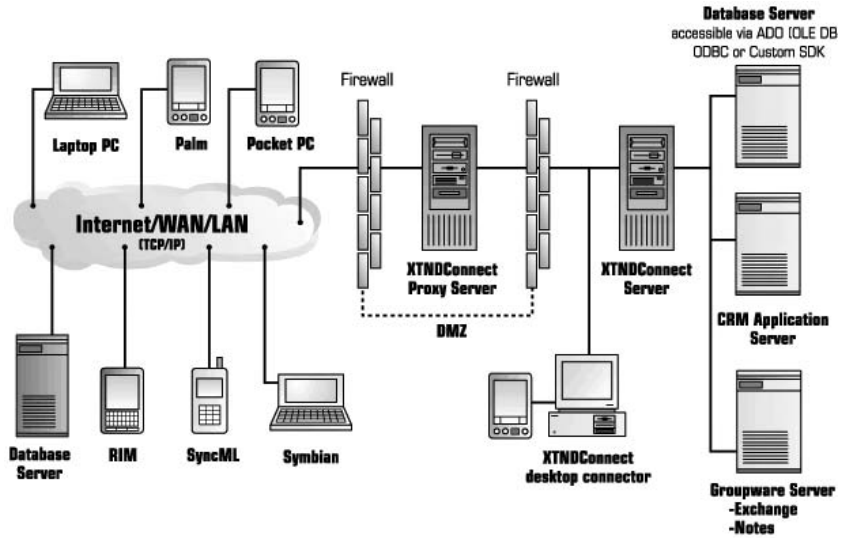 Database Server
accessible via ADO (OLE DB
ODBC or Custom SDK
Firewall
Firewall
Laptop PC
Palm
Pocket PC
Internet/WAN/LAN
(TCP/IP)
XTNDConnect
Proxy Server
XTNDConnect
Server
DMZ
CRM Application
Server
Database
Server
RIM
SyncML
Symbian
XTNDConnect
desktop connector
Groupware Server
-Exchange
-Notes